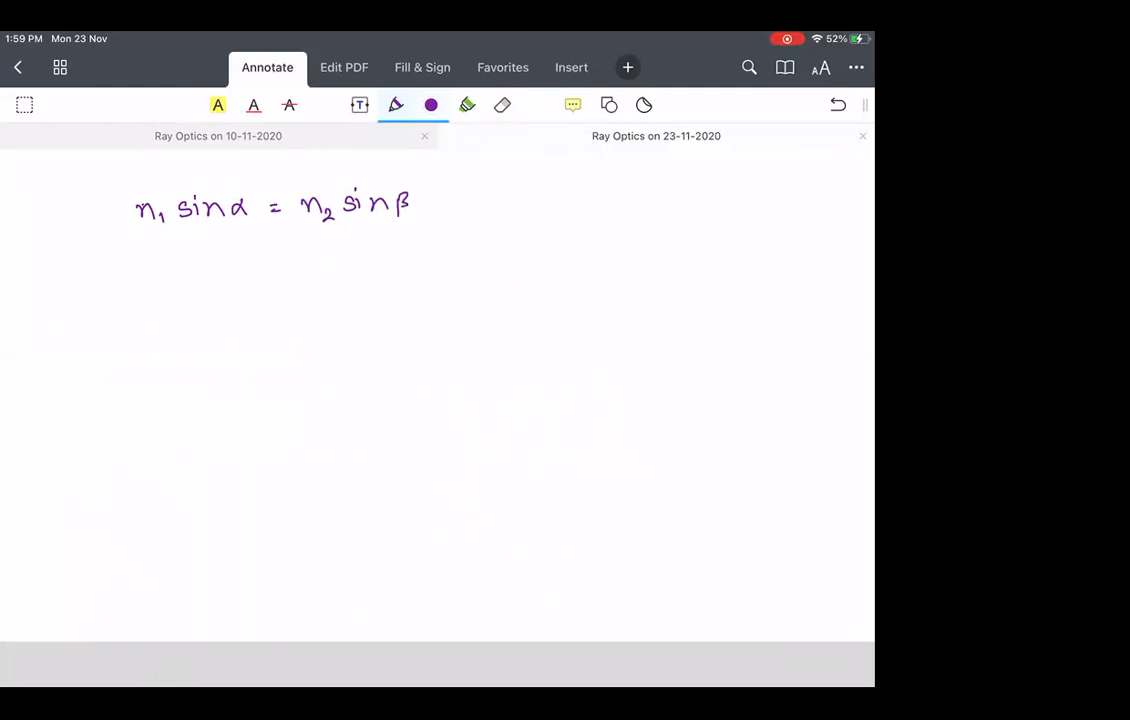 1:59 PM Mon 23 Nov 52%
Annotate Edit PDF Fill & Sign Favorites Insert
Ray Optics on 10-11-2020 Ray Optics on 23-11-2020
n₁ sin α = n₂ sin β